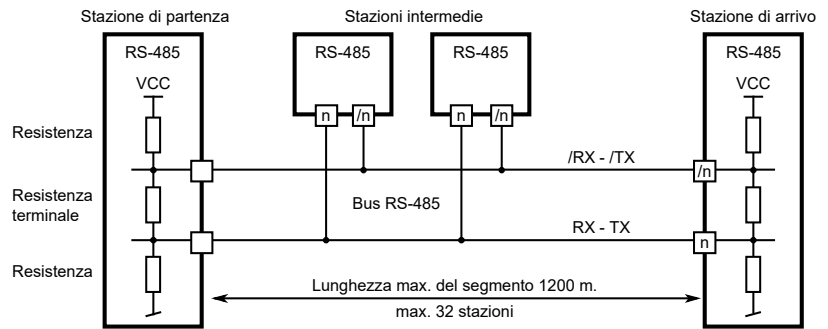 Stazione di partenza
Stazioni intermedie
Stazione di arrivo
RS-485
RS-485
RS-485
RS-485
VCC
VCC
n
/n
n
/n
Resistenza
/RX - /TX
/n
Resistenza
terminale
Bus RS-485
RX - TX
n
Resistenza
Lunghezza max. del segmento 1200 m.
max. 32 stazioni